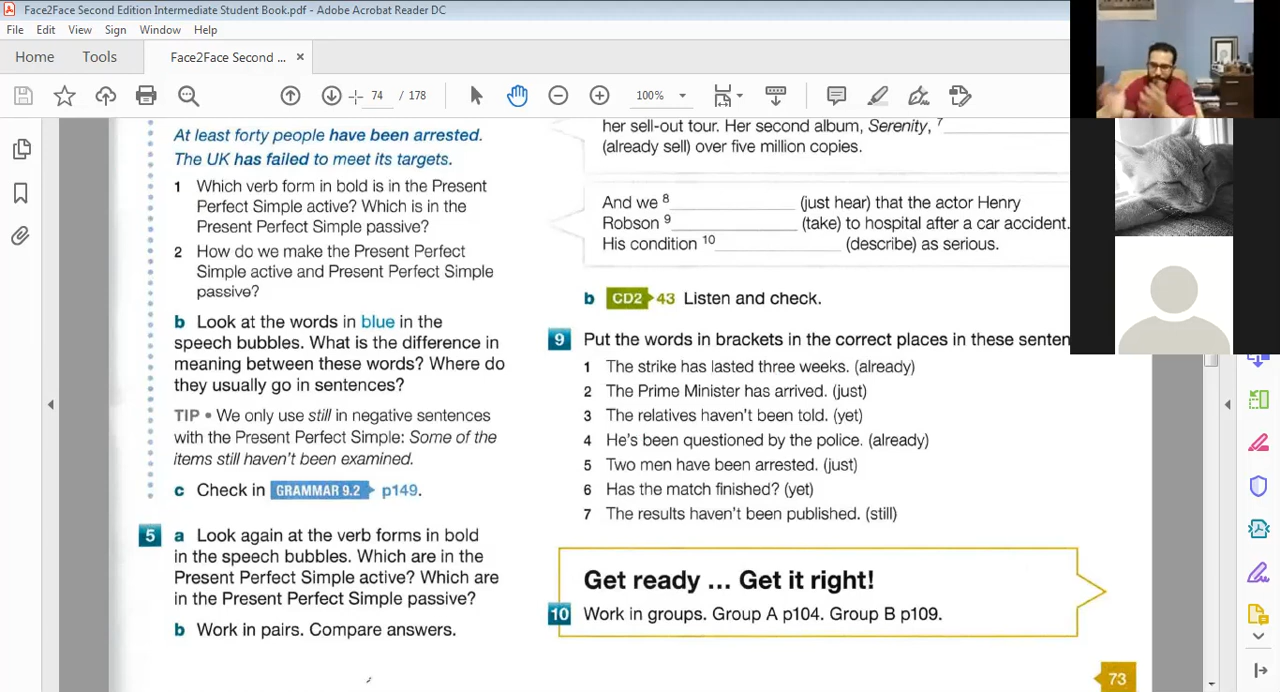 Face2Face Second Edition Intermediate Student Book.pdf - Adobe Acrobat Reader DC
File Edit View Sign Window Help
Home Tools Face2Face Second ... ×
74 / 178 100%
At least forty people have been arrested.
The UK has failed to meet its targets.
1 Which verb form in bold is in the Present
Perfect Simple active? Which is in the
Present Perfect Simple passive?
2 How do we make the Present Perfect
Simple active and Present Perfect Simple
passive?
b Look at the words in blue in the
speech bubbles. What is the difference in
meaning between these words? Where do
they usually go in sentences?
TIP • We only use still in negative sentences
with the Present Perfect Simple: Some of the
items still haven't been examined.
c Check in GRAMMAR 9.2 p149.
5 a Look again at the verb forms in bold
in the speech bubbles. Which are in the
Present Perfect Simple active? Which are
in the Present Perfect Simple passive?
b Work in pairs. Compare answers.
her sell-out tour. Her second album, Serenity, 7 ____________
(already sell) over five million copies.
And we 8 ____________ (just hear) that the actor Henry
Robson 9 ____________ (take) to hospital after a car accident.
His condition 10 ____________ (describe) as serious.
b CD2 43 Listen and check.
9 Put the words in brackets in the correct places in these senten
1 The strike has lasted three weeks. (already)
2 The Prime Minister has arrived. (just)
3 The relatives haven't been told. (yet)
4 He's been questioned by the police. (already)
5 Two men have been arrested. (just)
6 Has the match finished? (yet)
7 The results haven't been published. (still)
Get ready ... Get it right!
10 Work in groups. Group A p104. Group B p109.
73